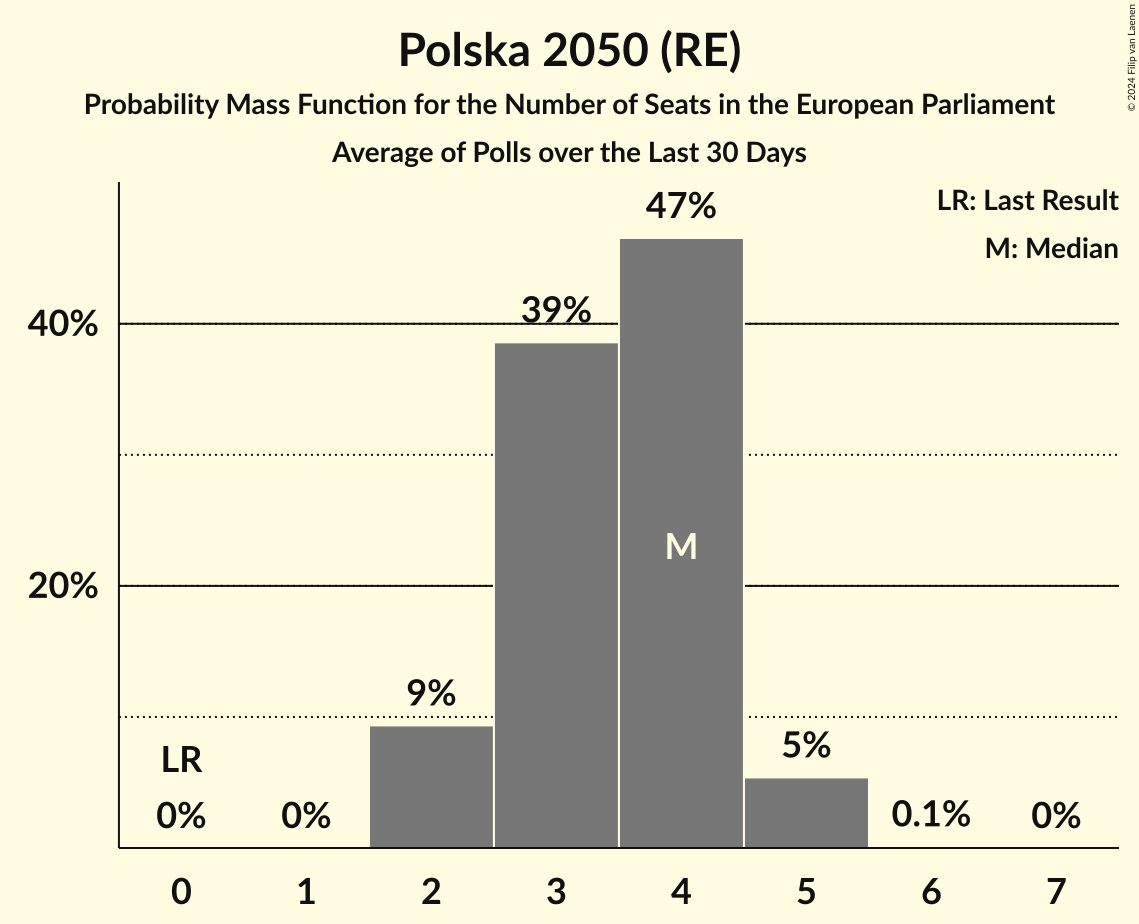 Polska 2050 (RE)
Probability Mass Function for the Number of Seats in the European Parliament
Average of Polls over the Last 30 Days
© 2024 Filip van Laenen
LR: Last Result
M: Median
47%
39%
40%
M
20%
9%
5%
LR
0%
0%
0.1%
0%
0
1
2
3
4
5
6
7